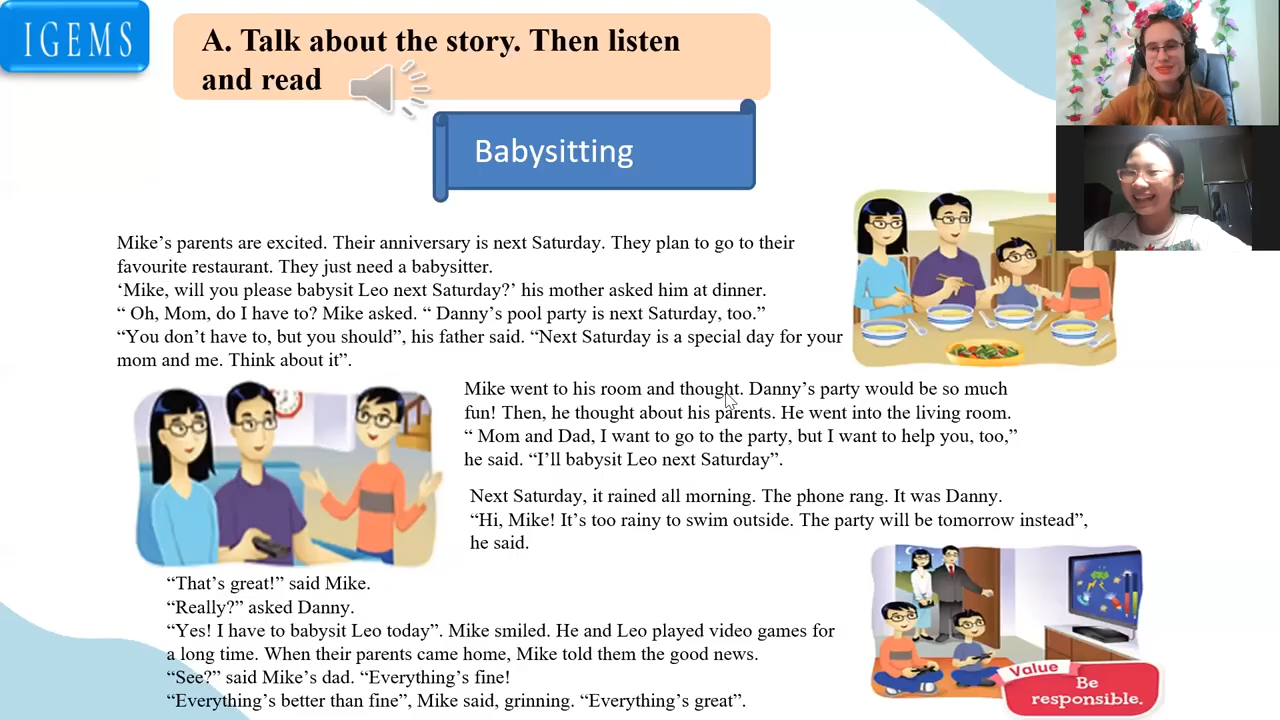 IGEMS
A. Talk about the story. Then listen
and read
Babysitting
Mike’s parents are excited. Their anniversary is next Saturday. They plan to go to their
favourite restaurant. They just need a babysitter.
‘Mike, will you please babysit Leo next Saturday?’ his mother asked him at dinner.
“ Oh, Mom, do I have to? Mike asked. “ Danny’s pool party is next Saturday, too.”
“You don’t have to, but you should”, his father said. “Next Saturday is a special day for your
mom and me. Think about it”.
Mike went to his room and thought. Danny’s party would be so much
fun! Then, he thought about his parents. He went into the living room.
“ Mom and Dad, I want to go to the party, but I want to help you, too,”
he said. “I’ll babysit Leo next Saturday”.
Next Saturday, it rained all morning. The phone rang. It was Danny.
“Hi, Mike! It’s too rainy to swim outside. The party will be tomorrow instead”,
he said.
“That’s great!” said Mike.
“Really?” asked Danny.
“Yes! I have to babysit Leo today”. Mike smiled. He and Leo played video games for
a long time. When their parents came home, Mike told them the good news.
“See?” said Mike’s dad. “Everything’s fine!
“Everything’s better than fine”, Mike said, grinning. “Everything’s great”.
Value
Be
responsible.